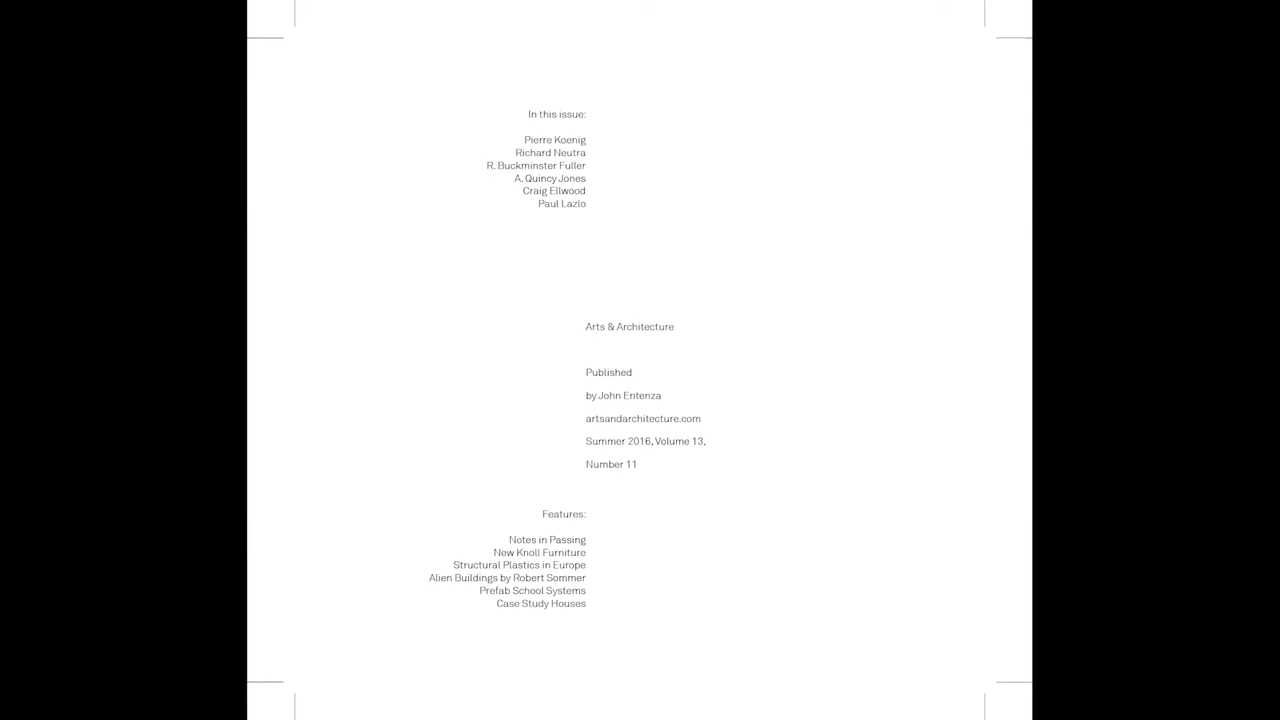 In this issue:
Pierre Koenig
Richard Neutra
R. Buckminster Fuller
A. Quincy Jones
Craig Ellwood
Paul Lazlo
Arts & Architecture
Published
by John Entenza
artsandarchitecture.com
Summer 2016, Volume 13,
Number 11
Features:
Notes in Passing
New Knoll Furniture
Structural Plastics in Europe
Alien Buildings by Robert Sommer
Prefab School Systems
Case Study Houses